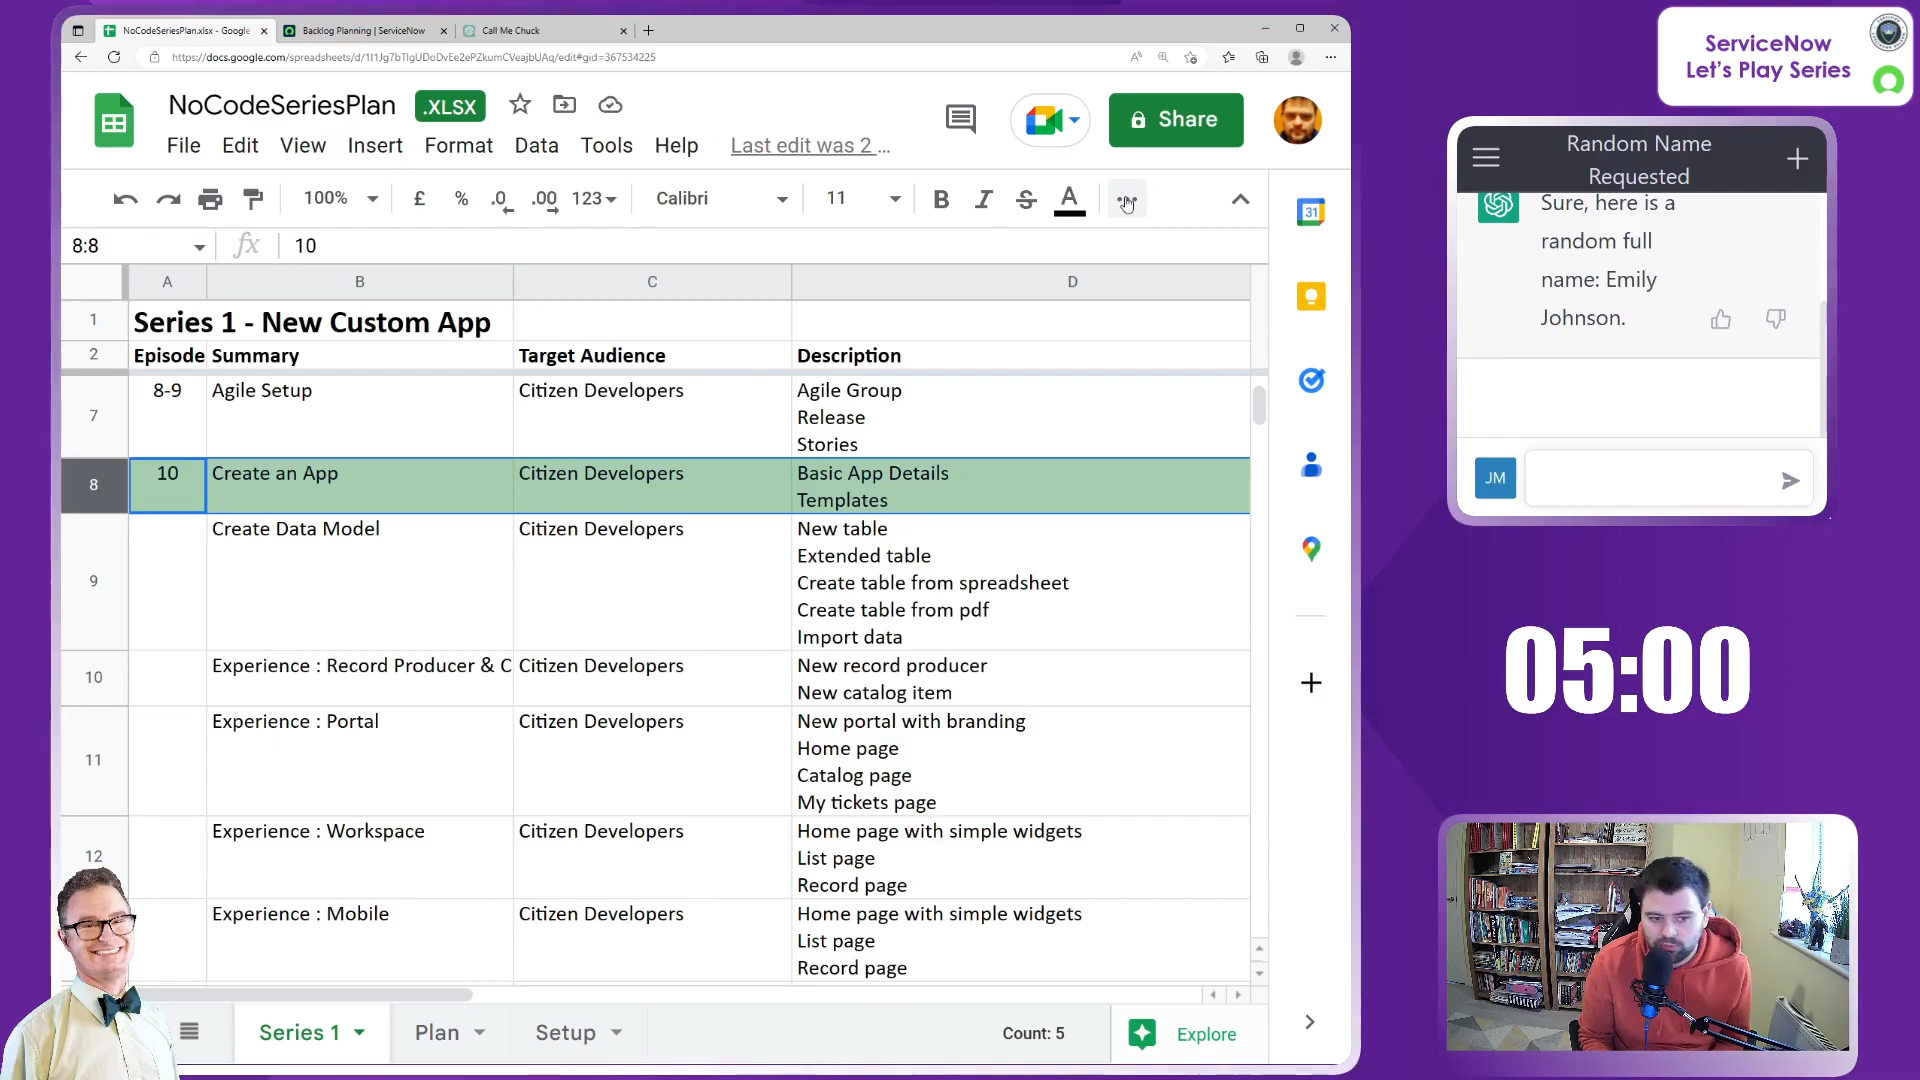 NoCodeSeriesPlan.xlsx - Google
Backlog Planning | ServiceNow
Call Me Chuck
NoCodeSeriesPlan
.XLSX
Share
File Edit View Insert Format Data Tools Help Last edit was 2 ...
100% £ % .0 .00 123 Calibri 11 B I S A
8:8 fx 10
A B C D
1 Series 1 - New Custom App
2 Episode Summary Target Audience Description
7 8-9 Agile Setup Citizen Developers Agile Group
Release
Stories
8 10 Create an App Citizen Developers Basic App Details
Templates
9 Create Data Model Citizen Developers New table
Extended table
Create table from spreadsheet
Create table from pdf
Import data
10 Experience : Record Producer & C Citizen Developers New record producer
New catalog item
11 Experience : Portal Citizen Developers New portal with branding
Home page
Catalog page
My tickets page
12 Experience : Workspace Citizen Developers Home page with simple widgets
List page
Record page
Experience : Mobile Citizen Developers Home page with simple widgets
List page
Record page
Series 1 Plan Setup Count: 5 Explore
31
ServiceNow
Let's Play Series
Random Name
Requested
Sure, here is a
random full
name: Emily
Johnson.
JM
05:00